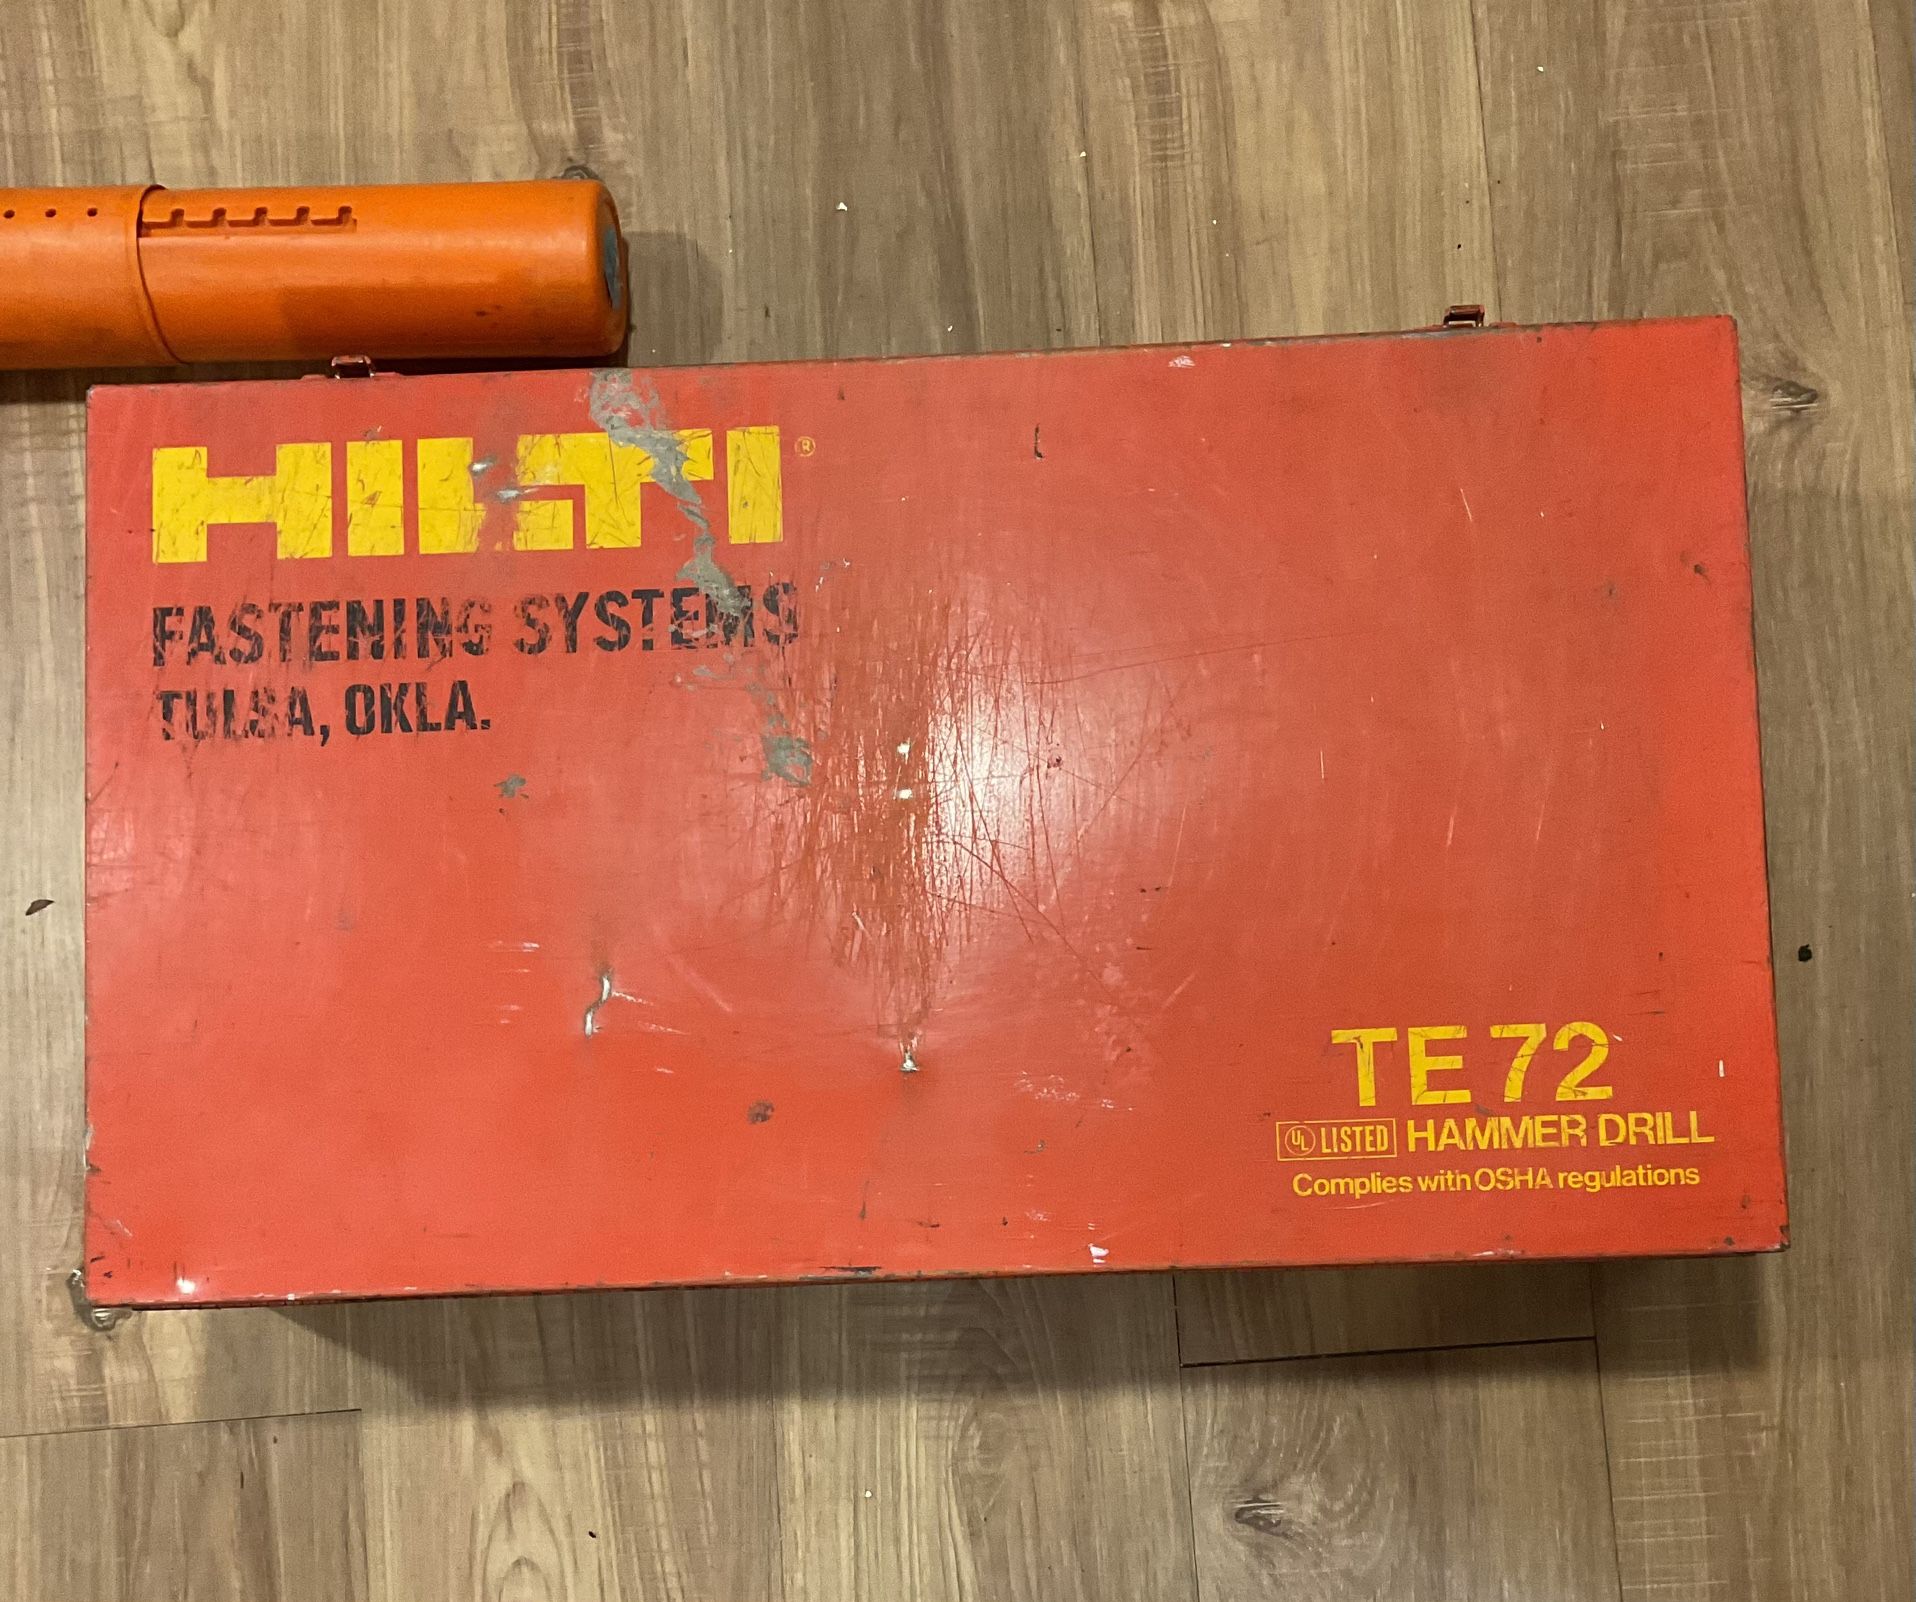 HILTI®
FASTENING SYSTEMS
TULSA, OKLA.
TE 72
UL LISTED HAMMER DRILL
Complies with OSHA regulations